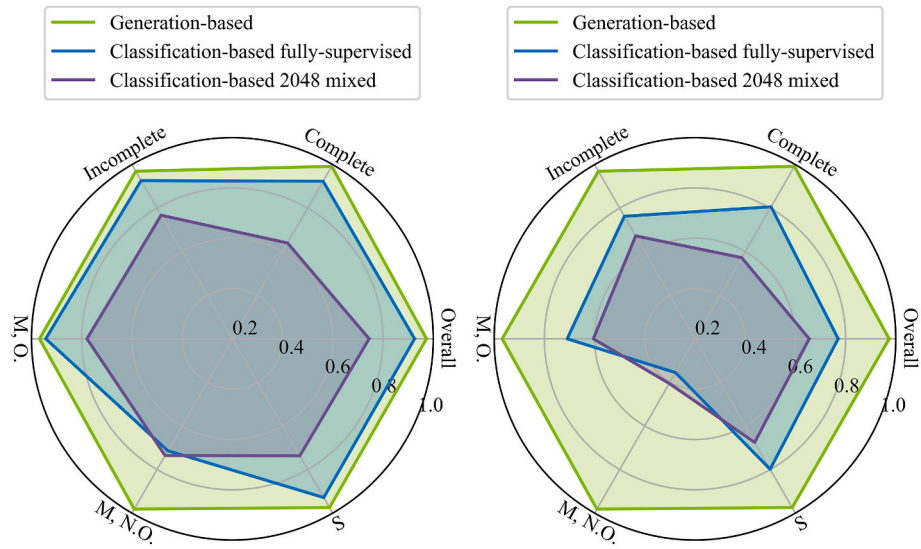 Generation-based
Classification-based fully-supervised
Classification-based 2048 mixed
Incomplete
Complete
M, O.
Overall
0.2
0.4
0.6
0.8
1.0
M, N.O.
S
Generation-based
Classification-based fully-supervised
Classification-based 2048 mixed
Incomplete
Complete
M, O.
Overall
0.2
0.4
0.6
0.8
1.0
M, N.O.
S